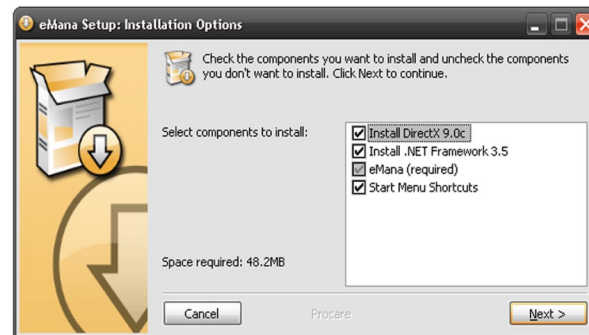 eMana Setup: Installation Options
Check the components you want to install and uncheck the components
you don't want to install. Click Next to continue.
Select components to install:
Install DirectX 9.0c
Install .NET Framework 3.5
eMana (required)
Start Menu Shortcuts
Space required: 48.2MB
Cancel
Procare
Next >